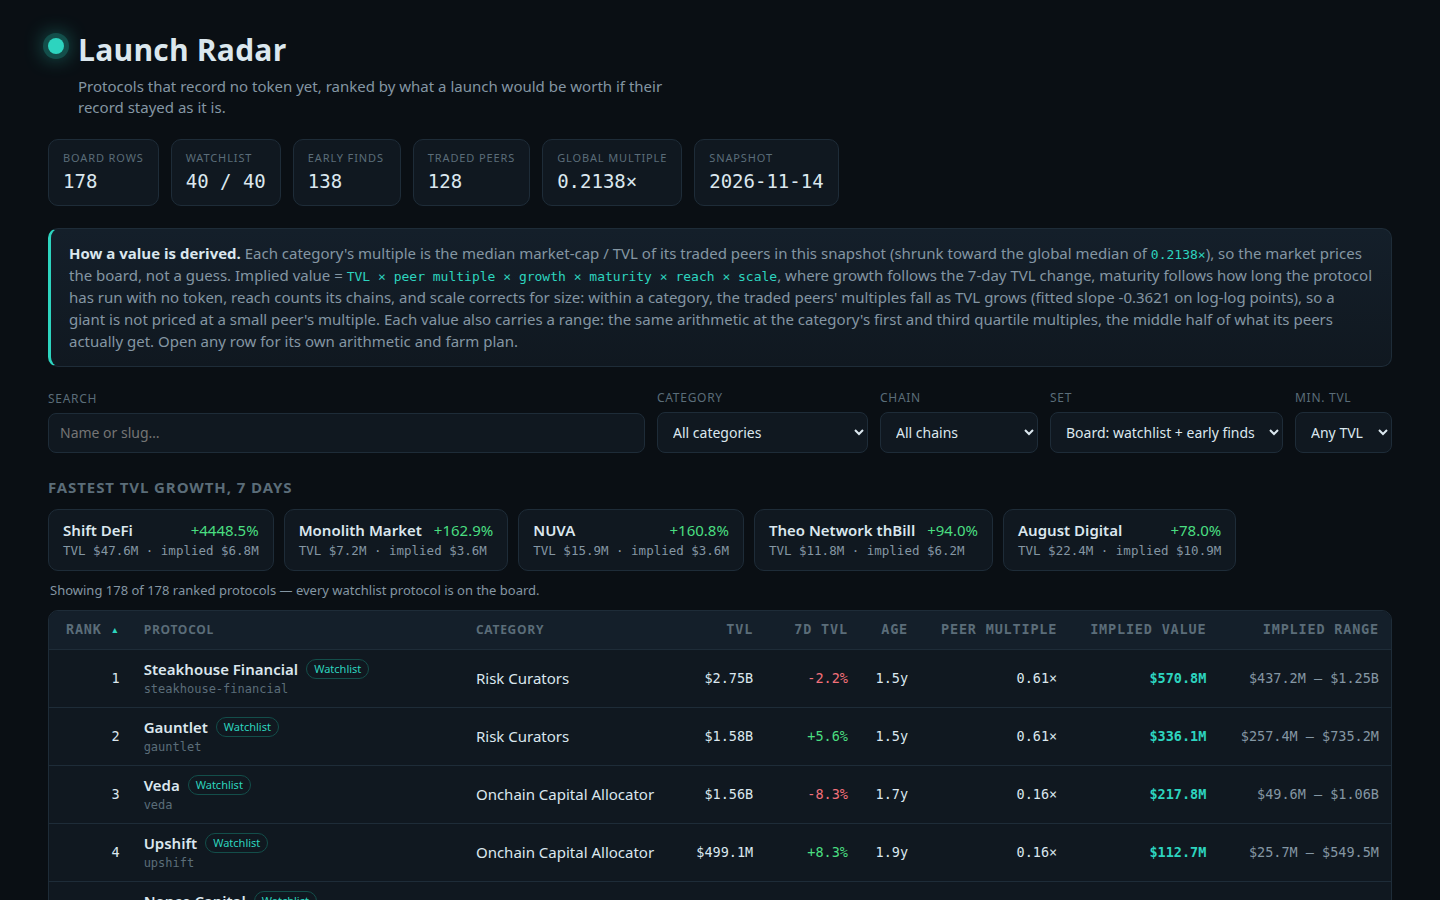 Launch Radar
Protocols that record no token yet, ranked by what a launch would be worth if their
record stayed as it is.
BOARD ROWS
178
WATCHLIST
40 / 40
EARLY FINDS
138
TRADED PEERS
128
GLOBAL MULTIPLE
0.2138×
SNAPSHOT
2026-11-14
How a value is derived. Each category's multiple is the median market-cap / TVL of its traded peers in this snapshot (shrunk toward the global median of 0.2138×), so the market prices
the board, not a guess. Implied value = TVL × peer multiple × growth × maturity × reach × scale, where growth follows the 7-day TVL change, maturity follows how long the protocol
has run with no token, reach counts its chains, and scale corrects for size: within a category, the traded peers' multiples fall as TVL grows (fitted slope -0.3621 on log-log points), so a
giant is not priced at a small peer's multiple. Each value also carries a range: the same arithmetic at the category's first and third quartile multiples, the middle half of what its peers
actually get. Open any row for its own arithmetic and farm plan.
SEARCH
Name or slug...
CATEGORY
All categories
CHAIN
All chains
SET
Board: watchlist + early finds
MIN. TVL
Any TVL
FASTEST TVL GROWTH, 7 DAYS
Shift DeFi +4448.5%
TVL $47.6M · implied $6.8M
Monolith Market +162.9%
TVL $7.2M · implied $3.6M
NUVA +160.8%
TVL $15.9M · implied $3.6M
Theo Network thBill +94.0%
TVL $11.8M · implied $6.2M
August Digital +78.0%
TVL $22.4M · implied $10.9M
Showing 178 of 178 ranked protocols — every watchlist protocol is on the board.
RANK ▲ PROTOCOL CATEGORY TVL 7D TVL AGE PEER MULTIPLE IMPLIED VALUE IMPLIED RANGE
1 Steakhouse Financial Watchlist Risk Curators $2.75B -2.2% 1.5y 0.61× $570.8M $437.2M — $1.25B
steakhouse-financial
2 Gauntlet Watchlist Risk Curators $1.58B +5.6% 1.5y 0.61× $336.1M $257.4M — $735.2M
gauntlet
3 Veda Watchlist Onchain Capital Allocator $1.56B -8.3% 1.7y 0.16× $217.8M $49.6M — $1.06B
veda
4 Upshift Watchlist Onchain Capital Allocator $499.1M +8.3% 1.9y 0.16× $112.7M $25.7M — $549.5M
upshift
Watchlist